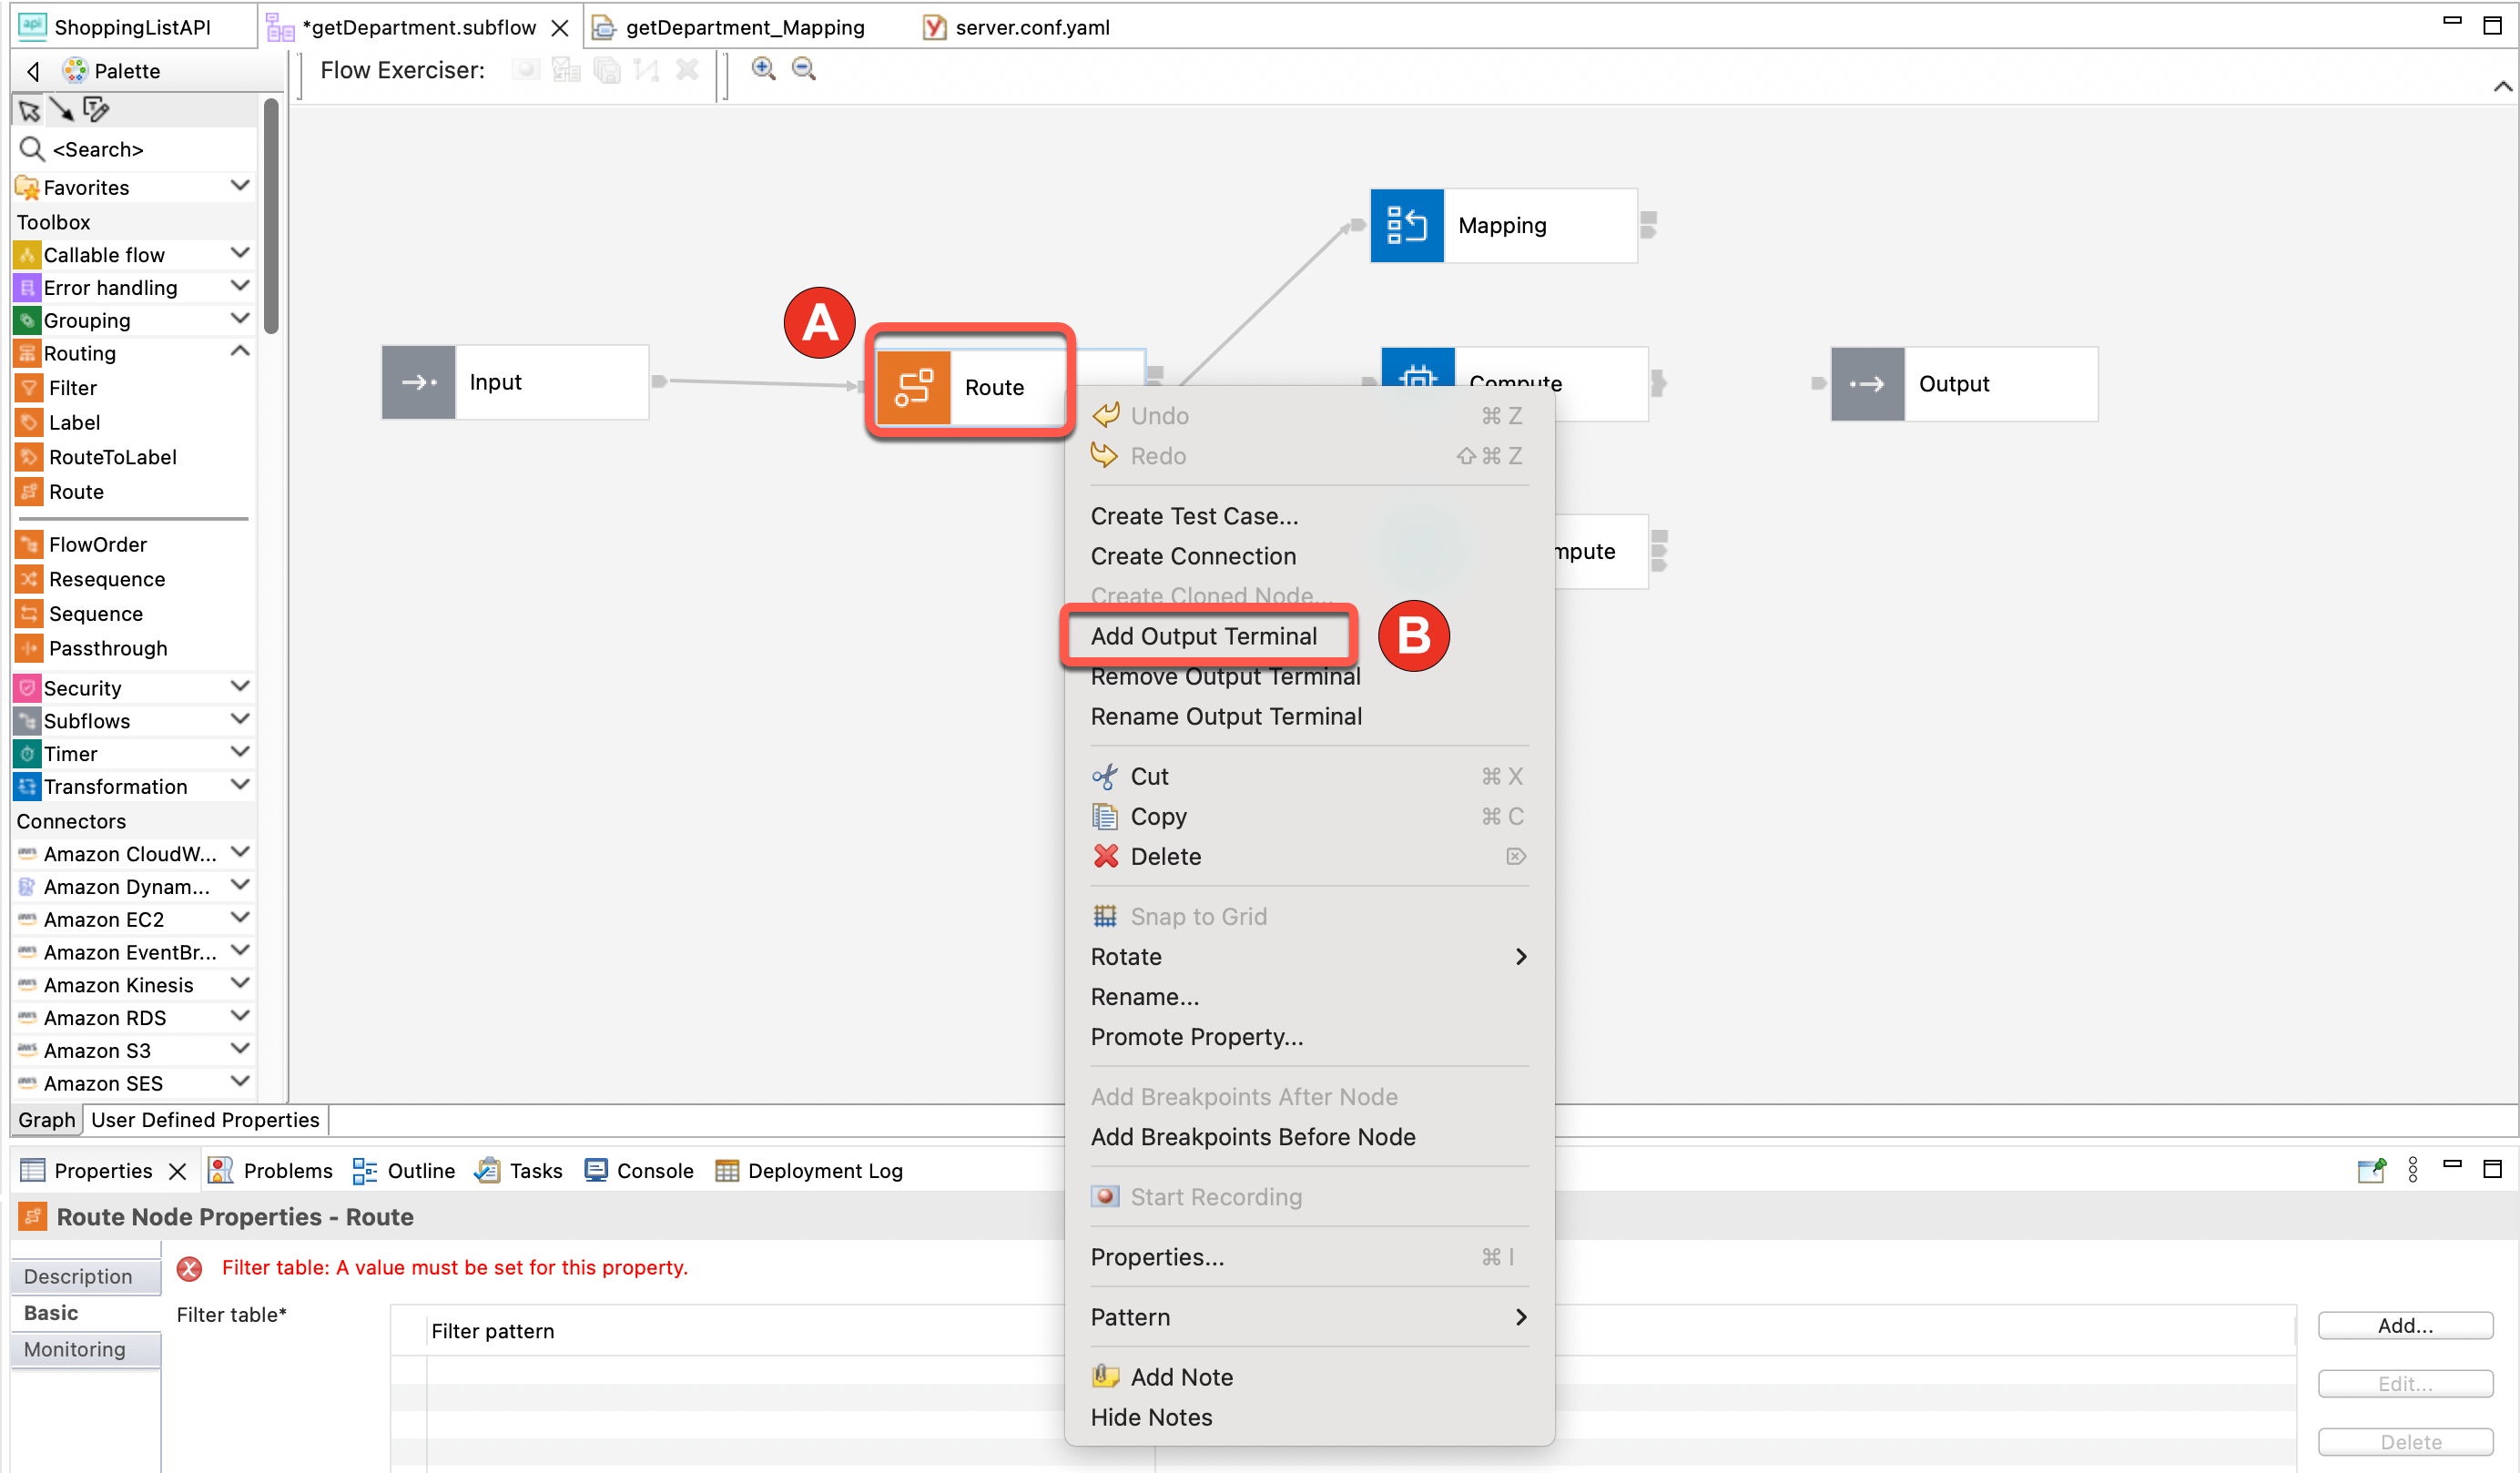 ShoppingListAPI
*getDepartment.subflow
getDepartment_Mapping
server.conf.yaml
Palette
Flow Exerciser:
<Search>
Favorites
Toolbox
Callable flow
Error handling
Grouping
Routing
Filter
Label
RouteToLabel
Route
FlowOrder
Resequence
Sequence
Passthrough
Security
Subflows
Timer
Transformation
Connectors
Amazon CloudW...
Amazon Dynam...
Amazon EC2
Amazon EventBr...
Amazon Kinesis
Amazon RDS
Amazon S3
Amazon SES
Mapping
A
Input
Route
Compute
Output
mpute
Undo ⌘ Z
Redo ⇧ ⌘ Z
Create Test Case...
Create Connection
Create Cloned Node...
Add Output Terminal
B
Remove Output Terminal
Rename Output Terminal
Cut ⌘ X
Copy ⌘ C
Delete
Snap to Grid
Rotate
Rename...
Promote Property...
Add Breakpoints After Node
Add Breakpoints Before Node
Start Recording
Properties... ⌘ I
Pattern
Add Note
Hide Notes
Graph
User Defined Properties
Properties
Problems
Outline
Tasks
Console
Deployment Log
Route Node Properties - Route
Description
Basic
Monitoring
Filter table: A value must be set for this property.
Filter table*
Filter pattern
Add...
Edit...
Delete